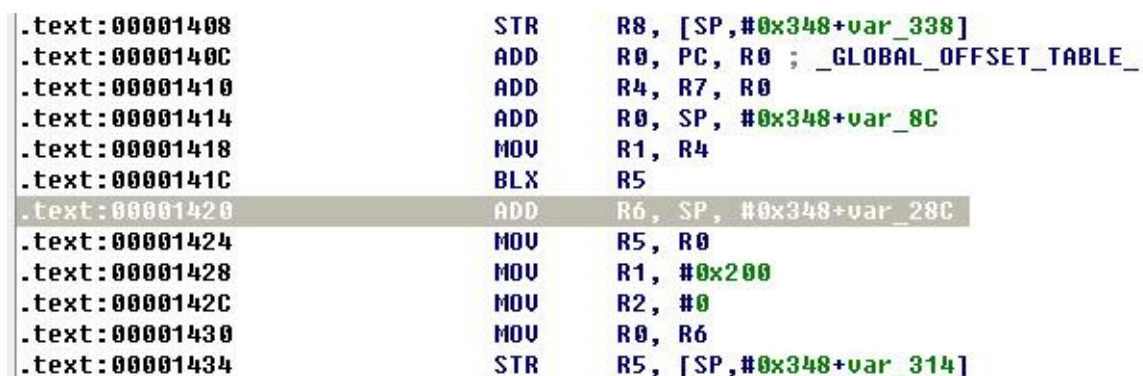 .text:00001408 STR R8, [SP,#0x348+var_338]
.text:0000140C ADD R0, PC, R0 ; _GLOBAL_OFFSET_TABLE_
.text:00001410 ADD R4, R7, R0
.text:00001414 ADD R0, SP, #0x348+var_8C
.text:00001418 MOV R1, R4
.text:0000141C BLX R5
.text:00001420 ADD R6, SP, #0x348+var_28C
.text:00001424 MOV R5, R0
.text:00001428 MOV R1, #0x200
.text:0000142C MOV R2, #0
.text:00001430 MOV R0, R6
.text:00001434 STR R5, [SP,#0x348+var_314]